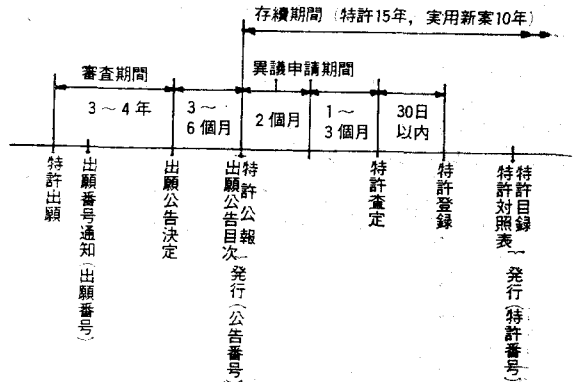 存續期間（特許15年，実用新案10年）
審査期間
異議申請期間
3～4年
3～
6個月
2個月
1～
3個月
30日
以内
特許出願
出願番号通知(出願番号)
出願公告決定
出願公告目次
特許公報
発行(公告番号)
特許査定
特許登録
特許対照表
特許目録
発行(特許番号)